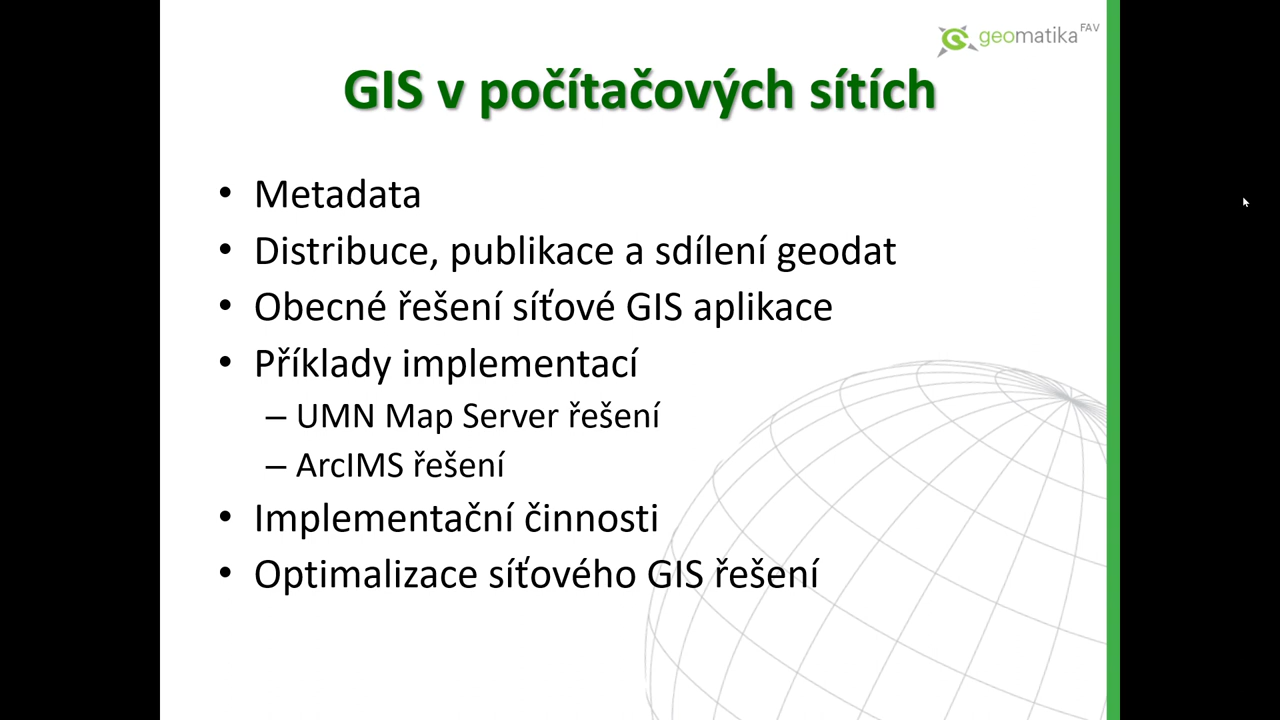 geomatika FAV
GIS v počítačových sítích
• Metadata
• Distribuce, publikace a sdílení geodat
• Obecné řešení síťové GIS aplikace
• Příklady implementací
– UMN Map Server řešení
– ArcIMS řešení
• Implementační činnosti
• Optimalizace síťového GIS řešení